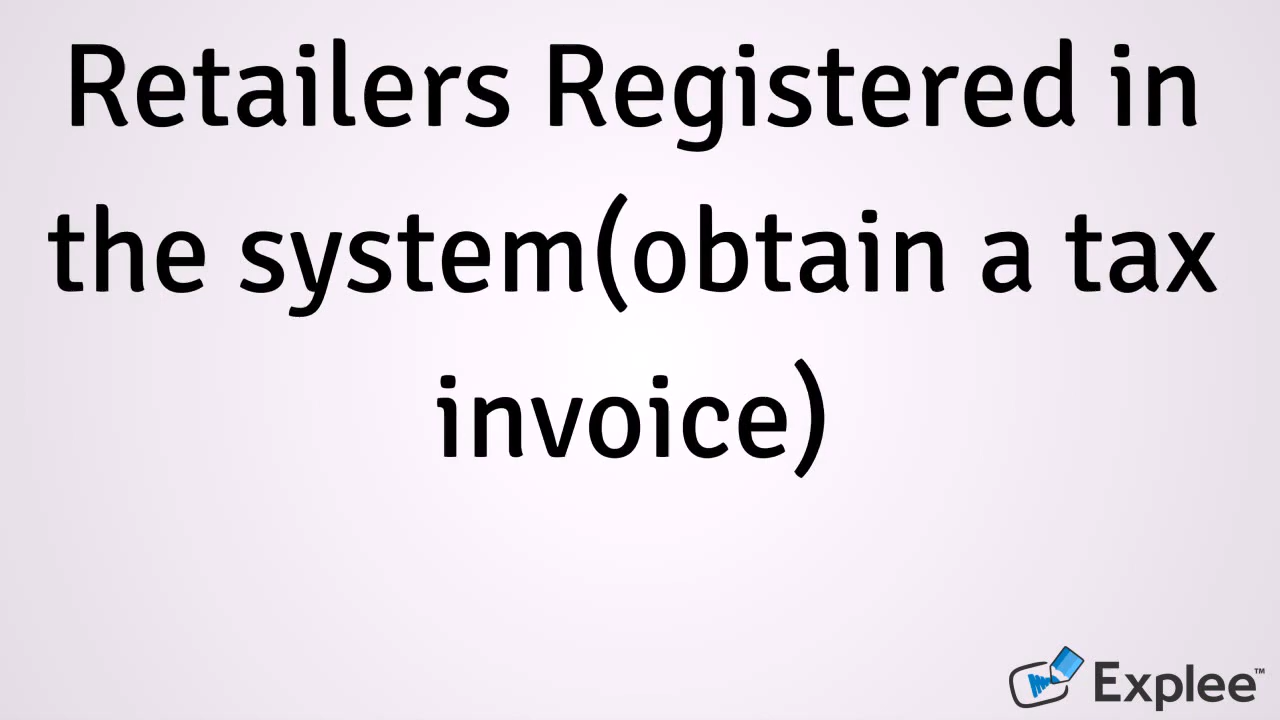 Retailers Registered in
the system(obtain a tax
invoice)
Explee™